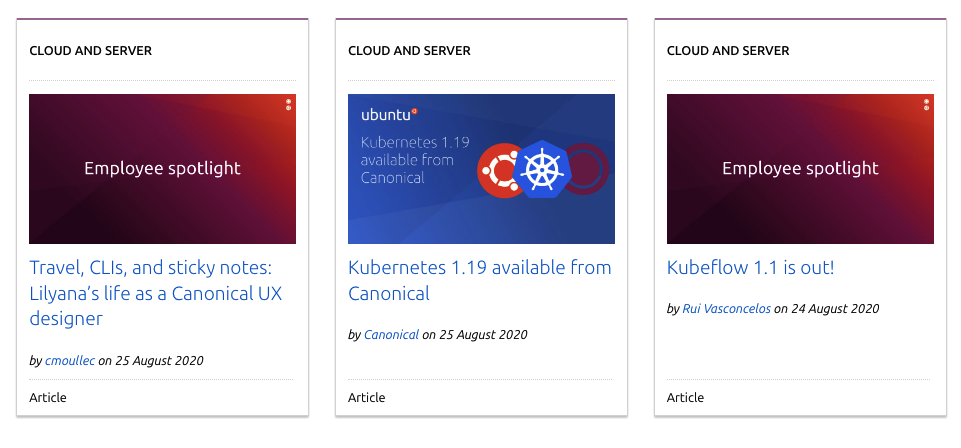 CLOUD AND SERVER
Employee spotlight
Travel, CLIs, and sticky notes:
Lilyana's life as a Canonical UX
designer
by cmoullec on 25 August 2020
Article
CLOUD AND SERVER
ubuntu
Kubernetes 1.19
available from
Canonical
Kubernetes 1.19 available from
Canonical
by Canonical on 25 August 2020
Article
CLOUD AND SERVER
Employee spotlight
Kubeflow 1.1 is out!
by Rui Vasconcelos on 24 August 2020
Article